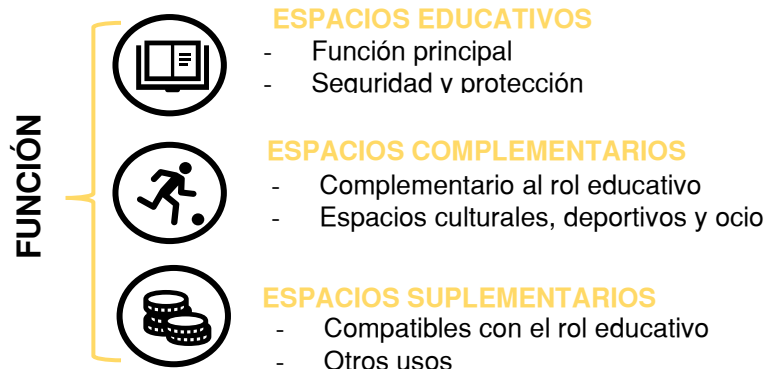 FUNCIÓN
ESPACIOS EDUCATIVOS
- Función principal
- Seguridad y protección
ESPACIOS COMPLEMENTARIOS
- Complementario al rol educativo
- Espacios culturales, deportivos y ocio
ESPACIOS SUPLEMENTARIOS
- Compatibles con el rol educativo
- Otros usos